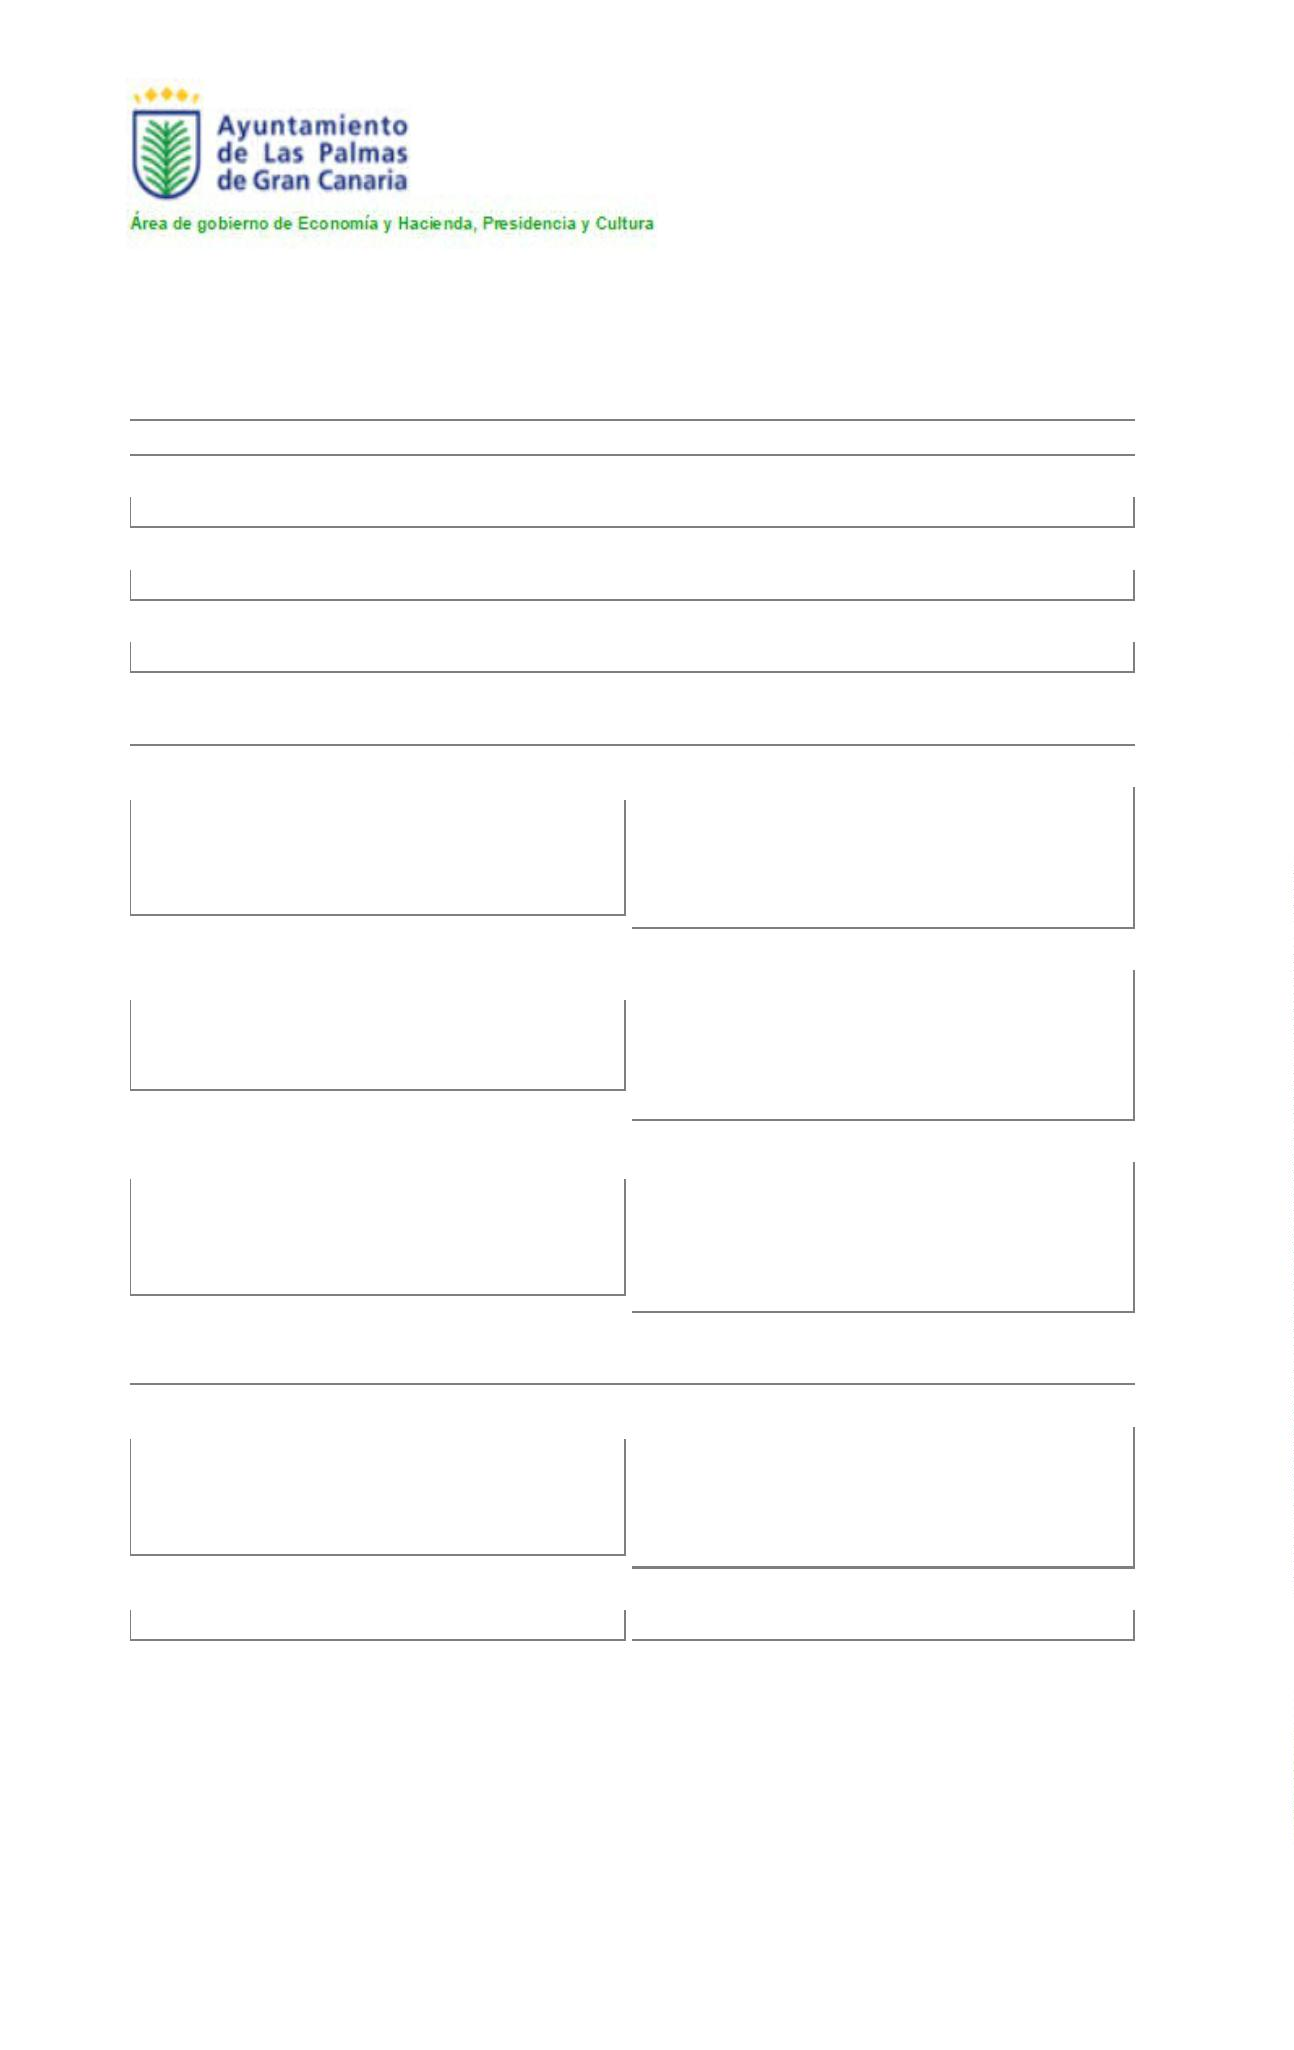 Ayuntamiento
de Las Palmas
de Gran Canaria
Área de gobierno de Economía y Hacienda, Presidencia y Cultura